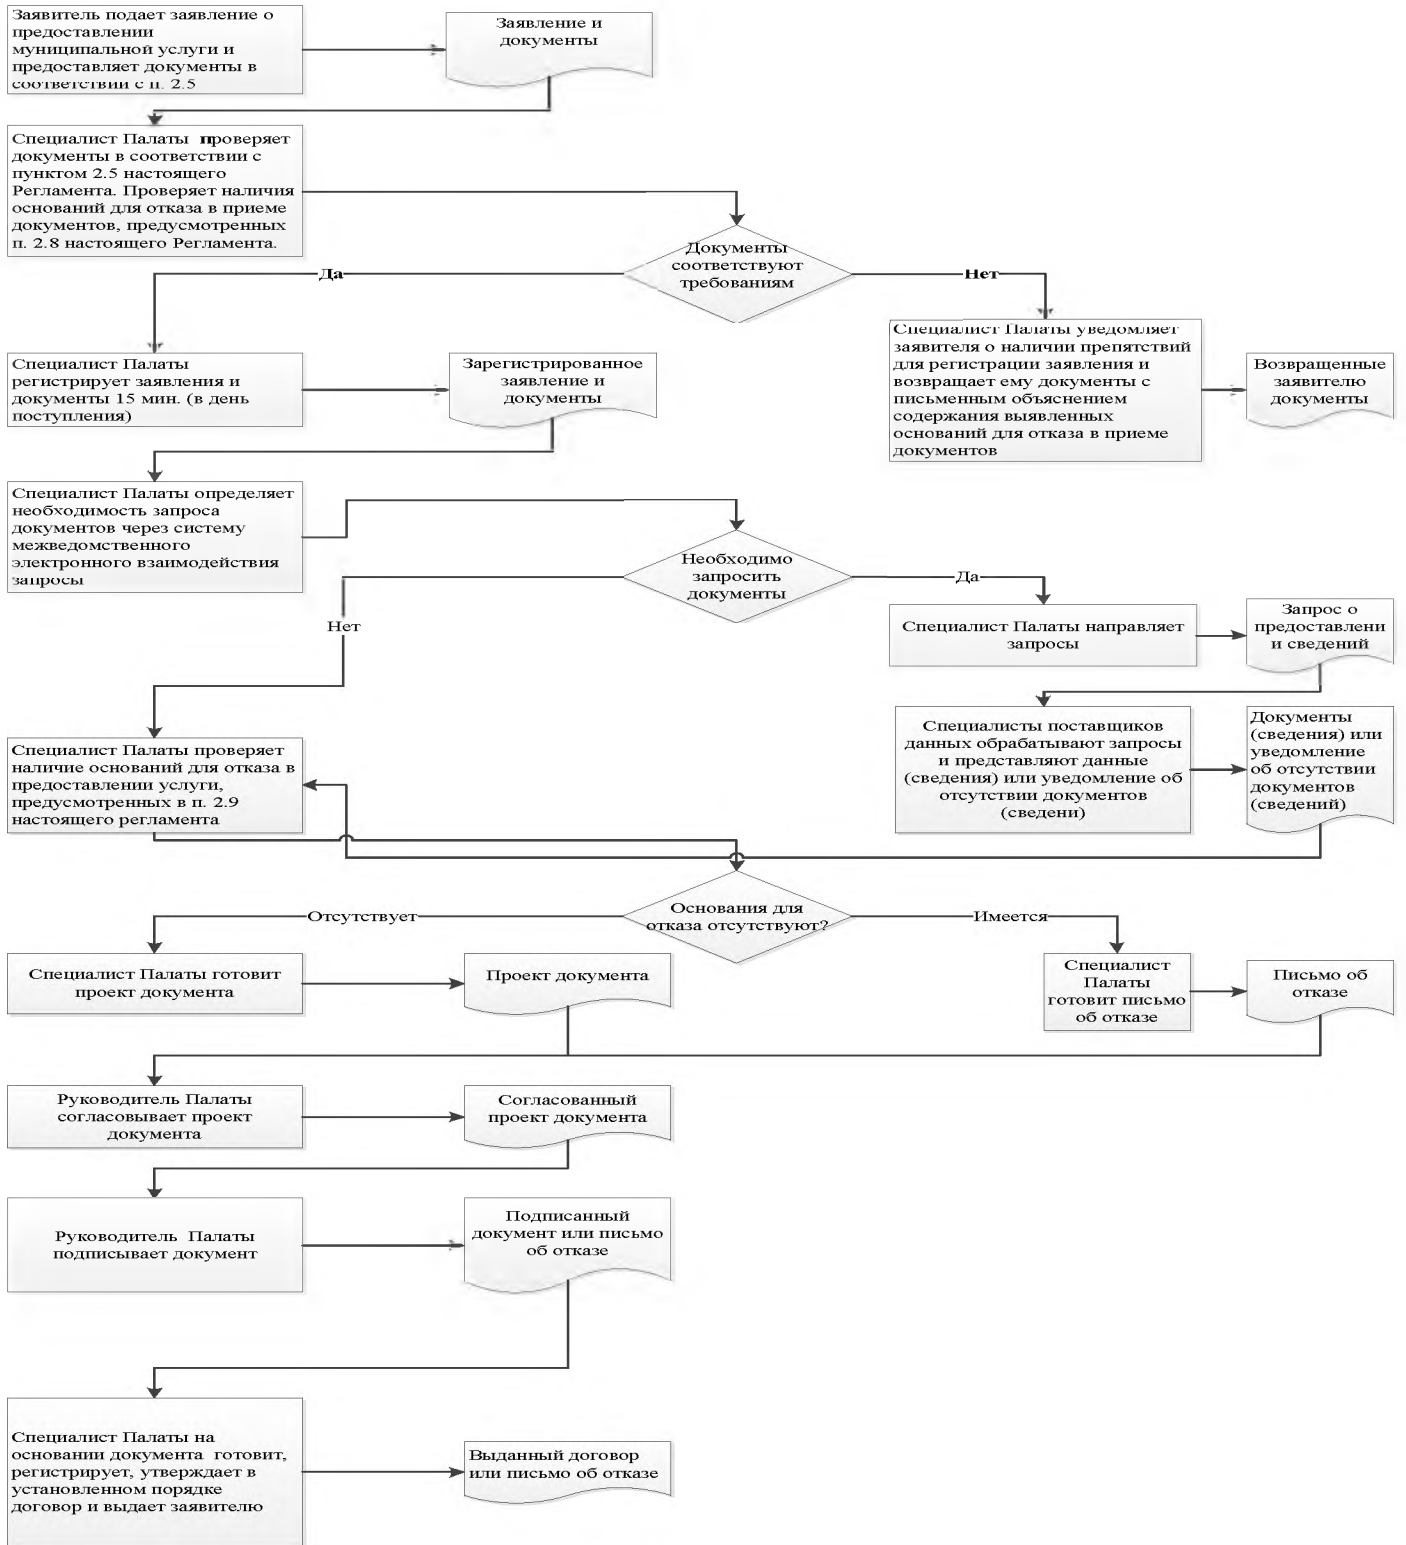 Заявитель подает заявление о
предоставлении
муниципальной услуги и
предоставляет документы в
соответствии с п. 2.5
Заявление и
документы
Специалист Палаты проверяет
документы в соответствии с
пунктом 2.5 настоящего
Регламента. Проверяет наличия
оснований для отказа в приеме
документов, предусмотренных
п. 2.8 настоящего Регламента.
Документы
соответствуют
требованиям
Да
Нет
Специалист Палаты
регистрирует заявления и
документы 15 мин. (в день
поступления)
Зарегистрированное
заявление и
документы
Специалист Палаты уведомляет
заявителя о наличии препятствий
для регистрации заявления и
возвращает ему документы с
письменным объяснением
содержания выявленных
оснований для отказа в приеме
документов
Возвращенные
заявителю
документы
Специалист Палаты определяет
необходимость запроса
документов через систему
межведомственного
электронного взаимодействия
запросы
Необходимо
запросить
документы
Да
Нет
Специалист Палаты направляет
запросы
Запрос о
предоставлени
и сведений
Специалисты поставщиков
данных обрабатывают запросы
и представляют данные
(сведения) или уведомление об
отсутствии документов
(сведени)
Документы
(сведения) или
уведомление
об отсутствии
документов
(сведений)
Специалист Палаты проверяет
наличие оснований для отказа в
предоставлении услуги,
предусмотренных в п. 2.9
настоящего регламента
Основания для
отказа отсутствуют?
Отсутствует
Имеется
Специалист Палаты готовит
проект документа
Проект документа
Специалист
Палаты
готовит письмо
об отказе
Письмо об
отказе
Руководитель Палаты
согласовывает проект
документа
Согласованный
проект документа
Руководитель  Палаты
подписывает документ
Подписанный
документ или письмо
об отказе
Специалист Палаты на
основании документа  готовит,
регистрирует, утверждает в
установленном порядке
договор и выдает заявителю
Выданный договор
или письмо об отказе